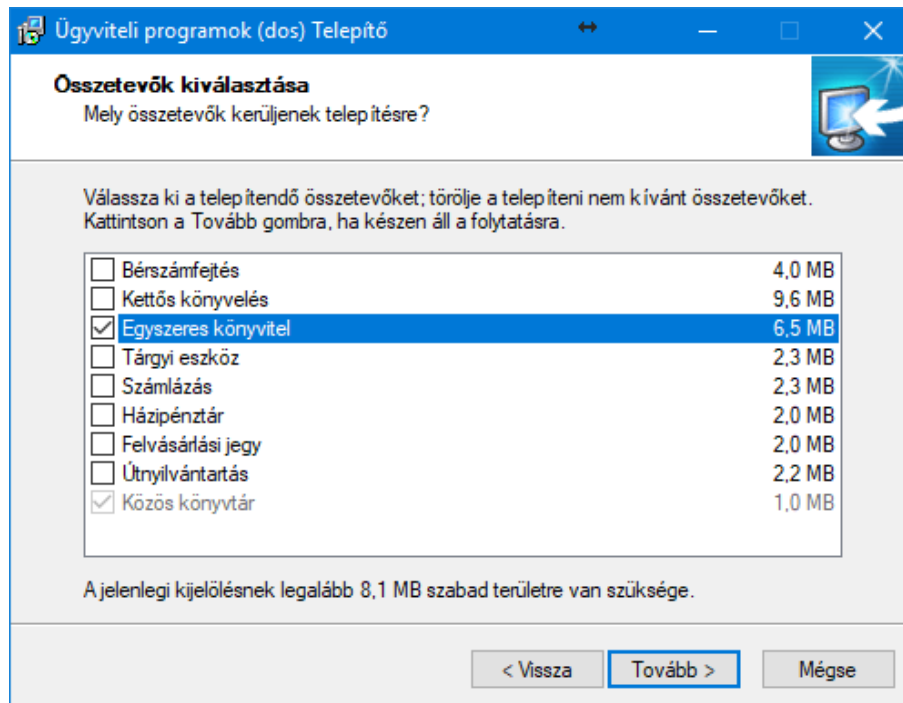 Ügyviteli programok (dos) Telepítő
Összetevők kiválasztása
Mely összetevők kerüljenek telepítésre?
Válassza ki a telepítendő összetevőket; törölje a telepíteni nem kívánt összetevőket.
Kattintson a Tovább gombra, ha készen áll a folytatásra.
Bérszámfejtés 4,0 MB
Kettős könyvelés 9,6 MB
Egyszeres könyvitel 6,5 MB
Tárgyi eszköz 2,3 MB
Számlázás 2,3 MB
Házipénztár 2,0 MB
Felvásárlási jegy 2,0 MB
Útnyilvántartás 2,2 MB
Közös könyvtár 1,0 MB
A jelenlegi kijelölésnek legalább 8,1 MB szabad területre van szüksége.
< Vissza Tovább > Mégse